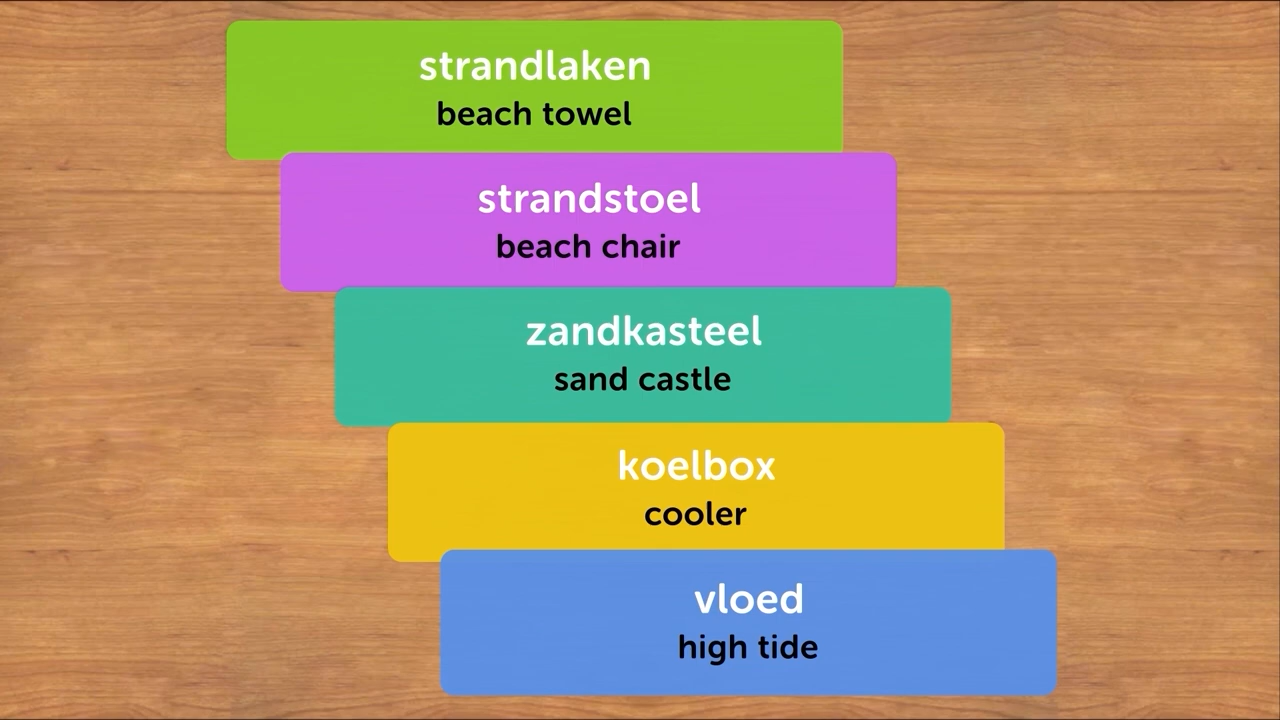 strandlaken
beach towel
strandstoel
beach chair
zandkasteel
sand castle
koelbox
cooler
vloed
high tide